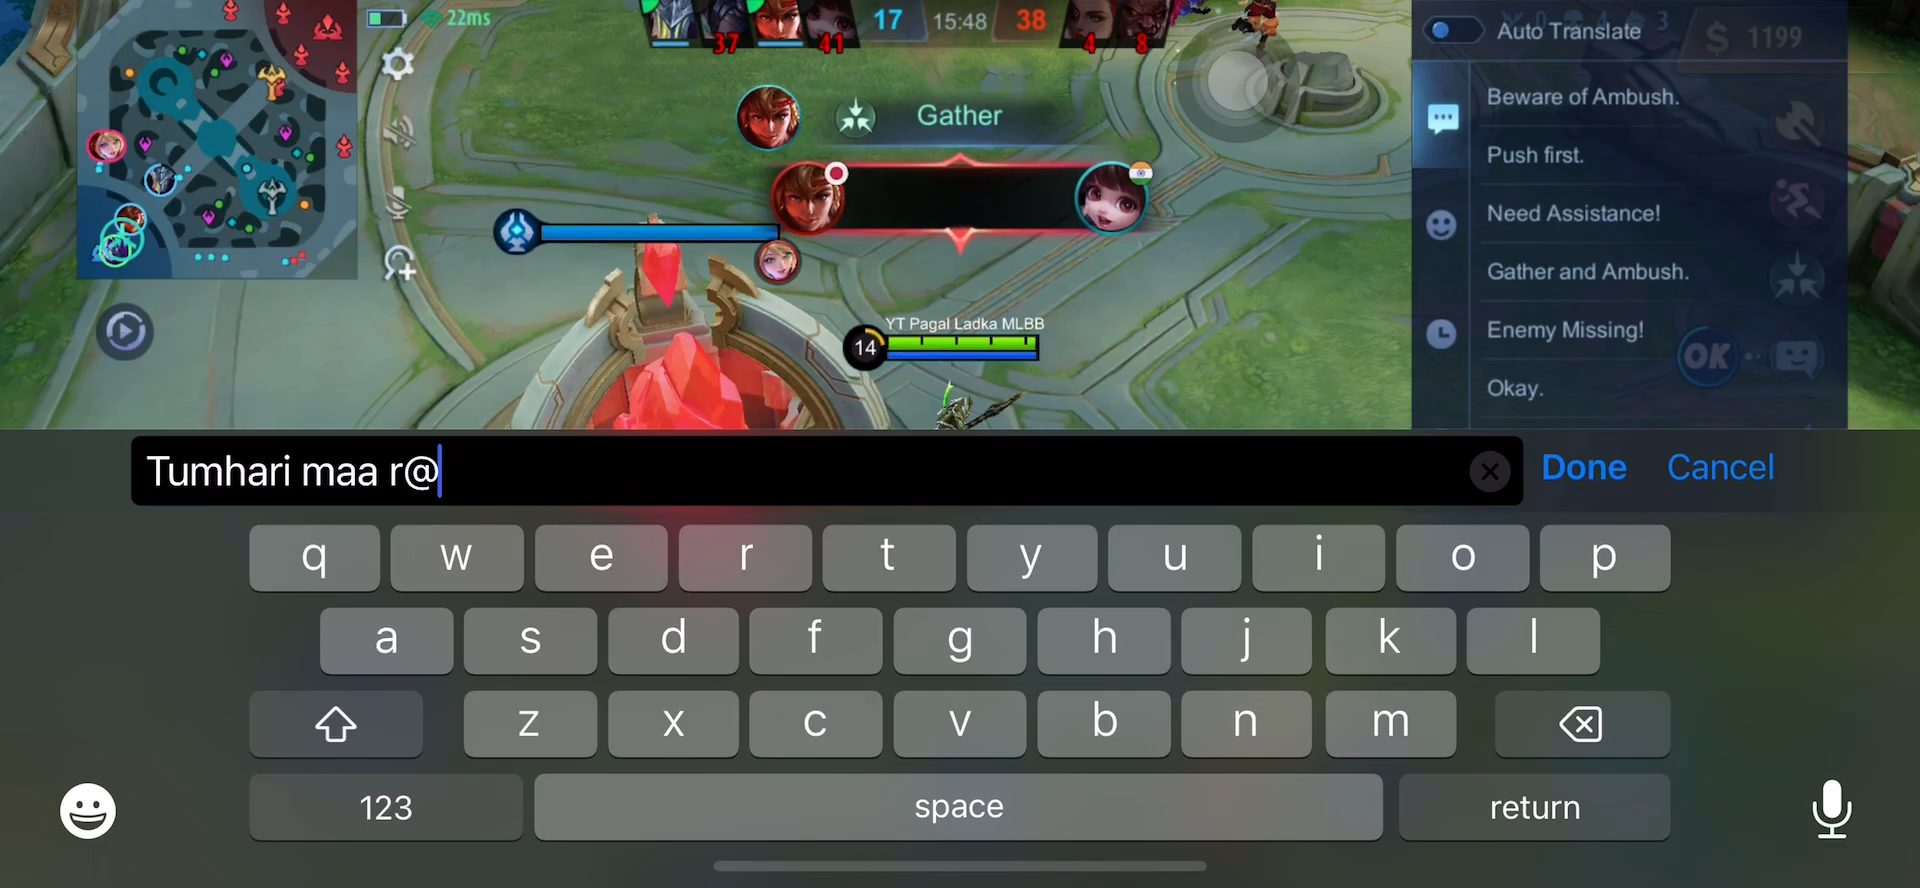 22ms
37
41
17
15:48
38
4
8
Auto Translate
3
$ 1199
Gather
Beware of Ambush.
Push first.
Need Assistance!
Gather and Ambush.
Enemy Missing!
OK
Okay.
YT Pagal Ladka MLBB
14
Tumhari maa r@
Done
Cancel
q w e r t y u i o p
a s d f g h j k l
z x c v b n m
123
space
return